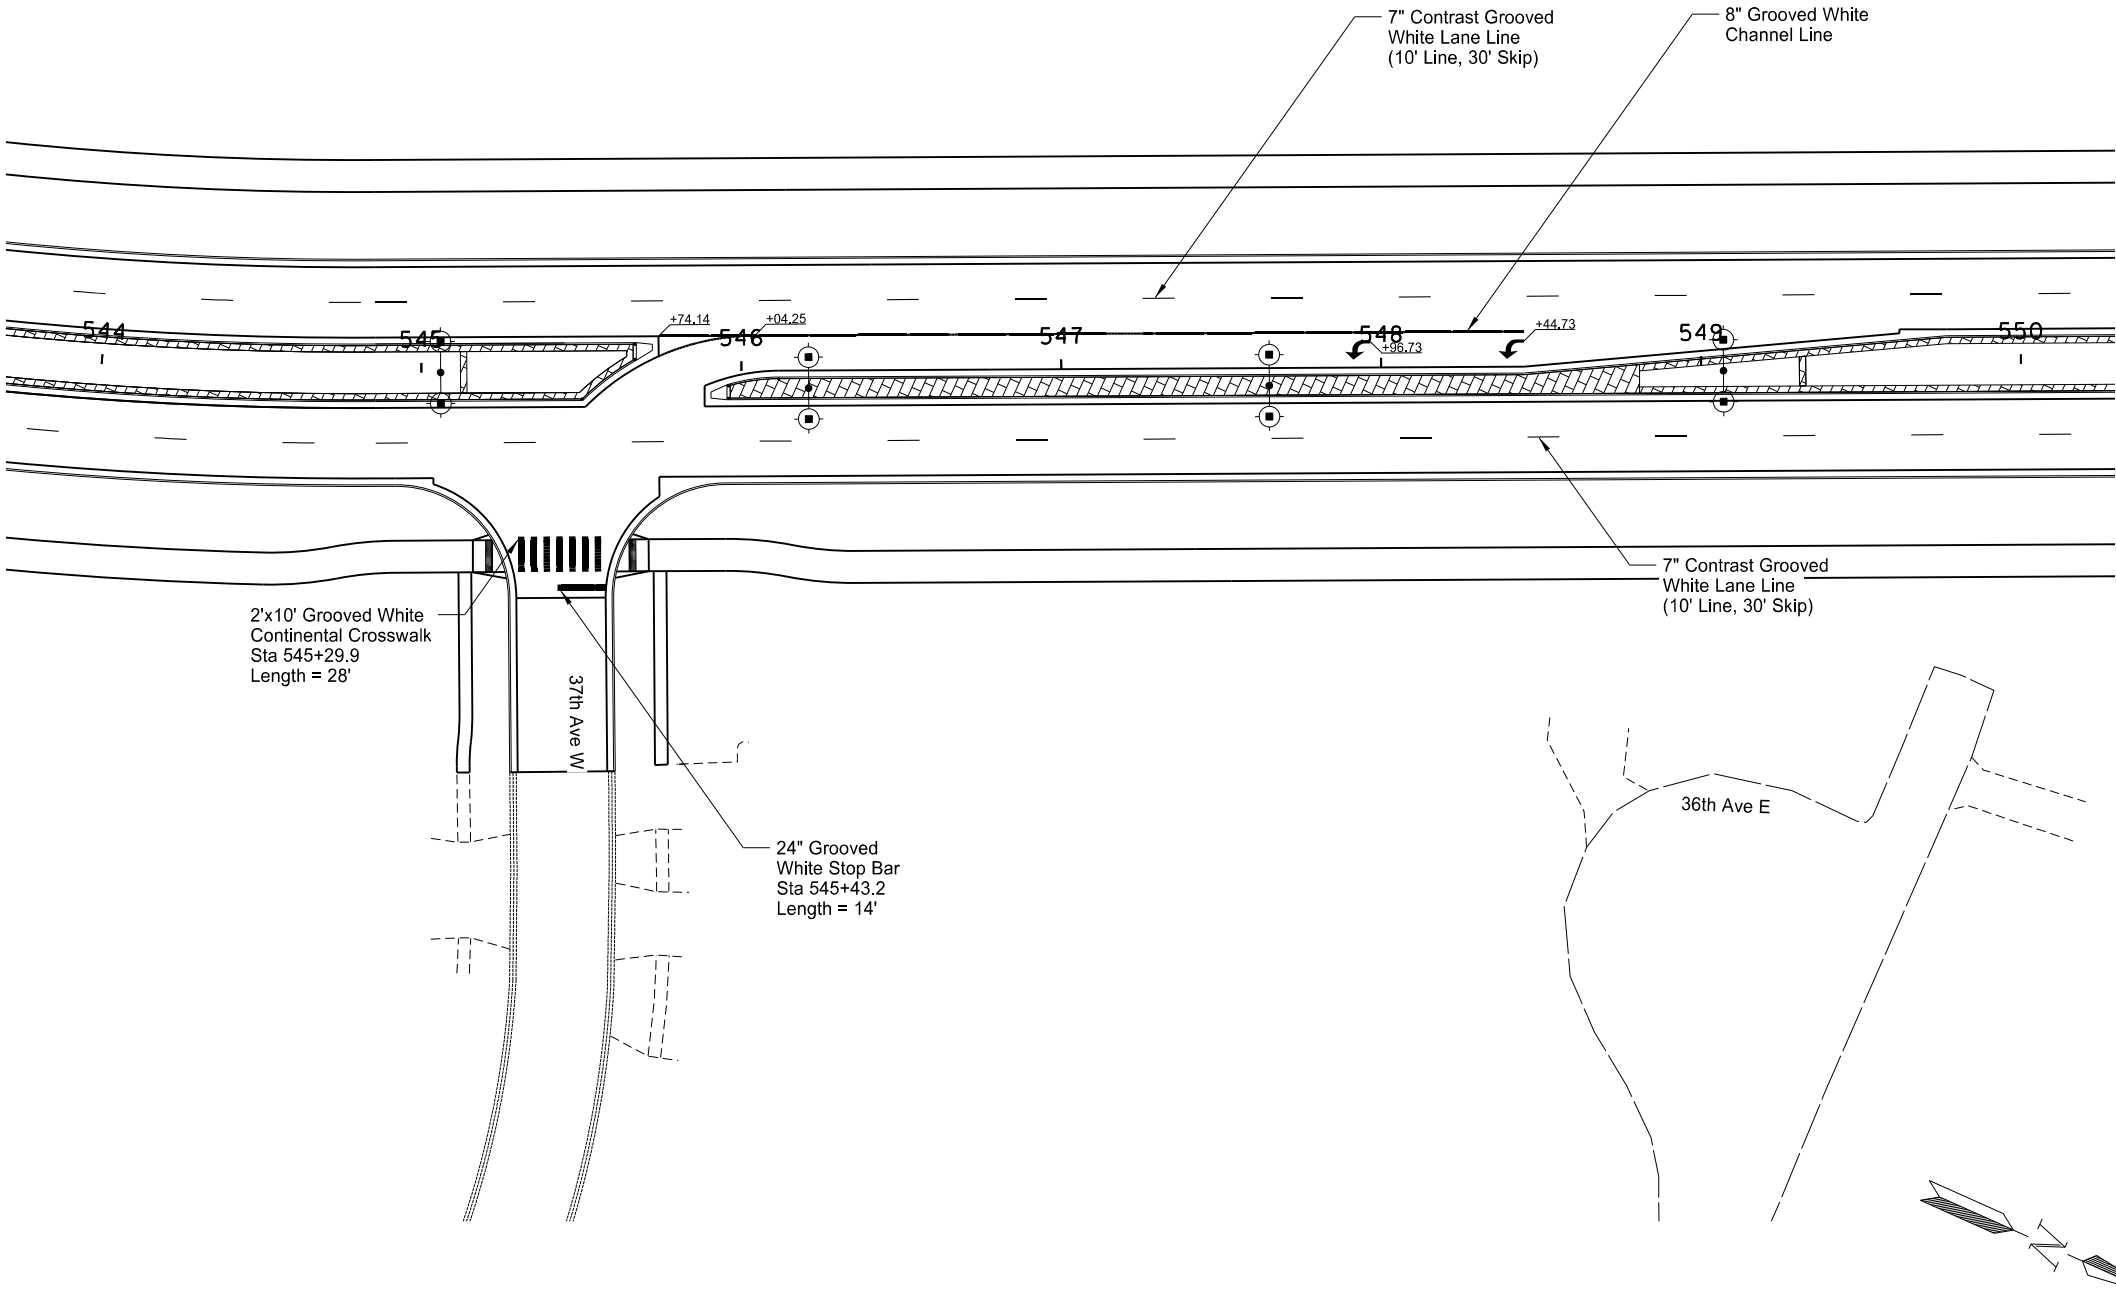 7" Contrast Grooved
White Lane Line
(10' Line, 30' Skip)
8" Grooved White
Channel Line
+74.14
+04.25
+44.73
+96.73
544
545
546
547
548
549
550
7" Contrast Grooved
White Lane Line
(10' Line, 30' Skip)
2'x10' Grooved White
Continental Crosswalk
Sta 545+29.9
Length = 28'
37th Ave W
24" Grooved
White Stop Bar
Sta 545+43.2
Length = 14'
36th Ave E
N